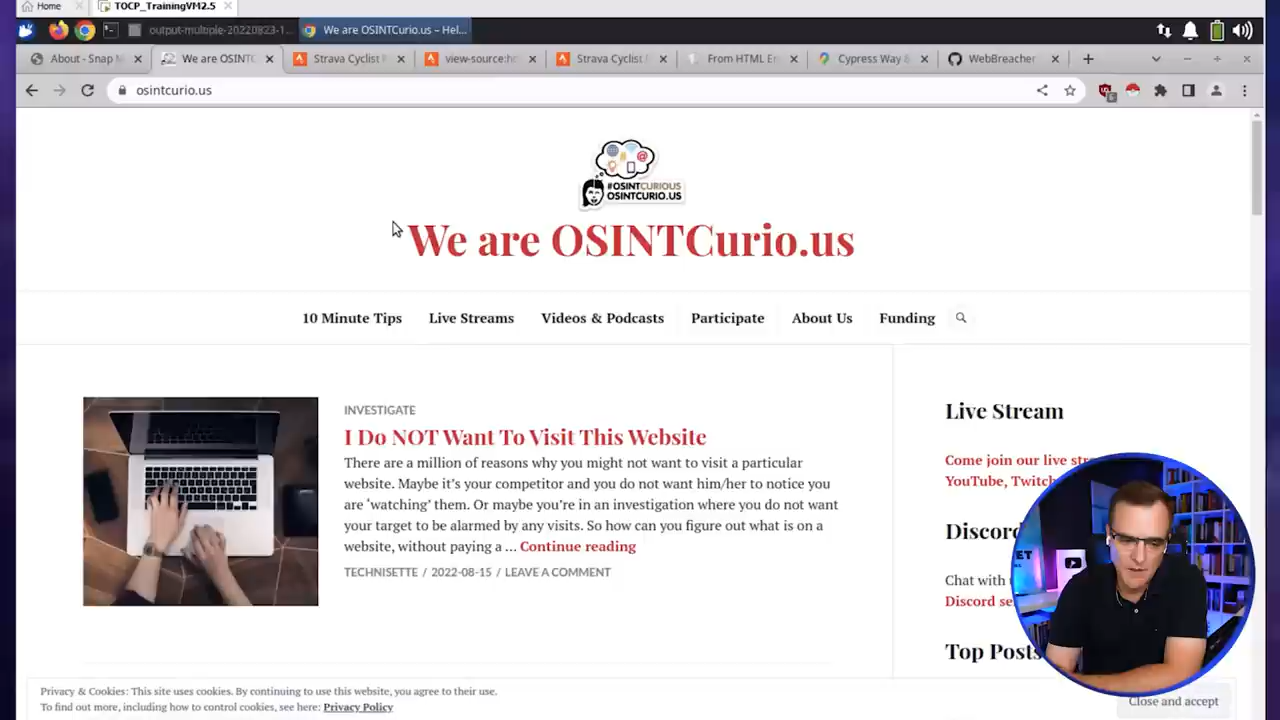 Home
TOCP_TrainingVM2.5
output-multiple-20220823-1...
We are OSINTCurio.us – Hel...
About - Snap M
We are OSINTC
Strava Cyclist
view-source:h
Strava Cyclist
From HTML En
Cypress Way &
WebBreacher
osintcurio.us
#OSINTCURIOUS
OSINTCURIO.US
We are OSINTCurio.us
10 Minute Tips
Live Streams
Videos & Podcasts
Participate
About Us
Funding
INVESTIGATE
I Do NOT Want To Visit This Website
There are a million of reasons why you might not want to visit a particular
website. Maybe it's your competitor and you do not want him/her to notice you
are ‘watching’ them. Or maybe you're in an investigation where you do not want
your target to be alarmed by any visits. So how can you figure out what is on a
website, without paying a … Continue reading
TECHNISETTE / 2022-08-15 / LEAVE A COMMENT
Live Stream
Come join our live str
YouTube, Twitch
Discord
Chat with
Discord se
Top Posts
Privacy & Cookies: This site uses cookies. By continuing to use this website, you agree to their use.
To find out more, including how to control cookies, see here: Privacy Policy
Close and accept